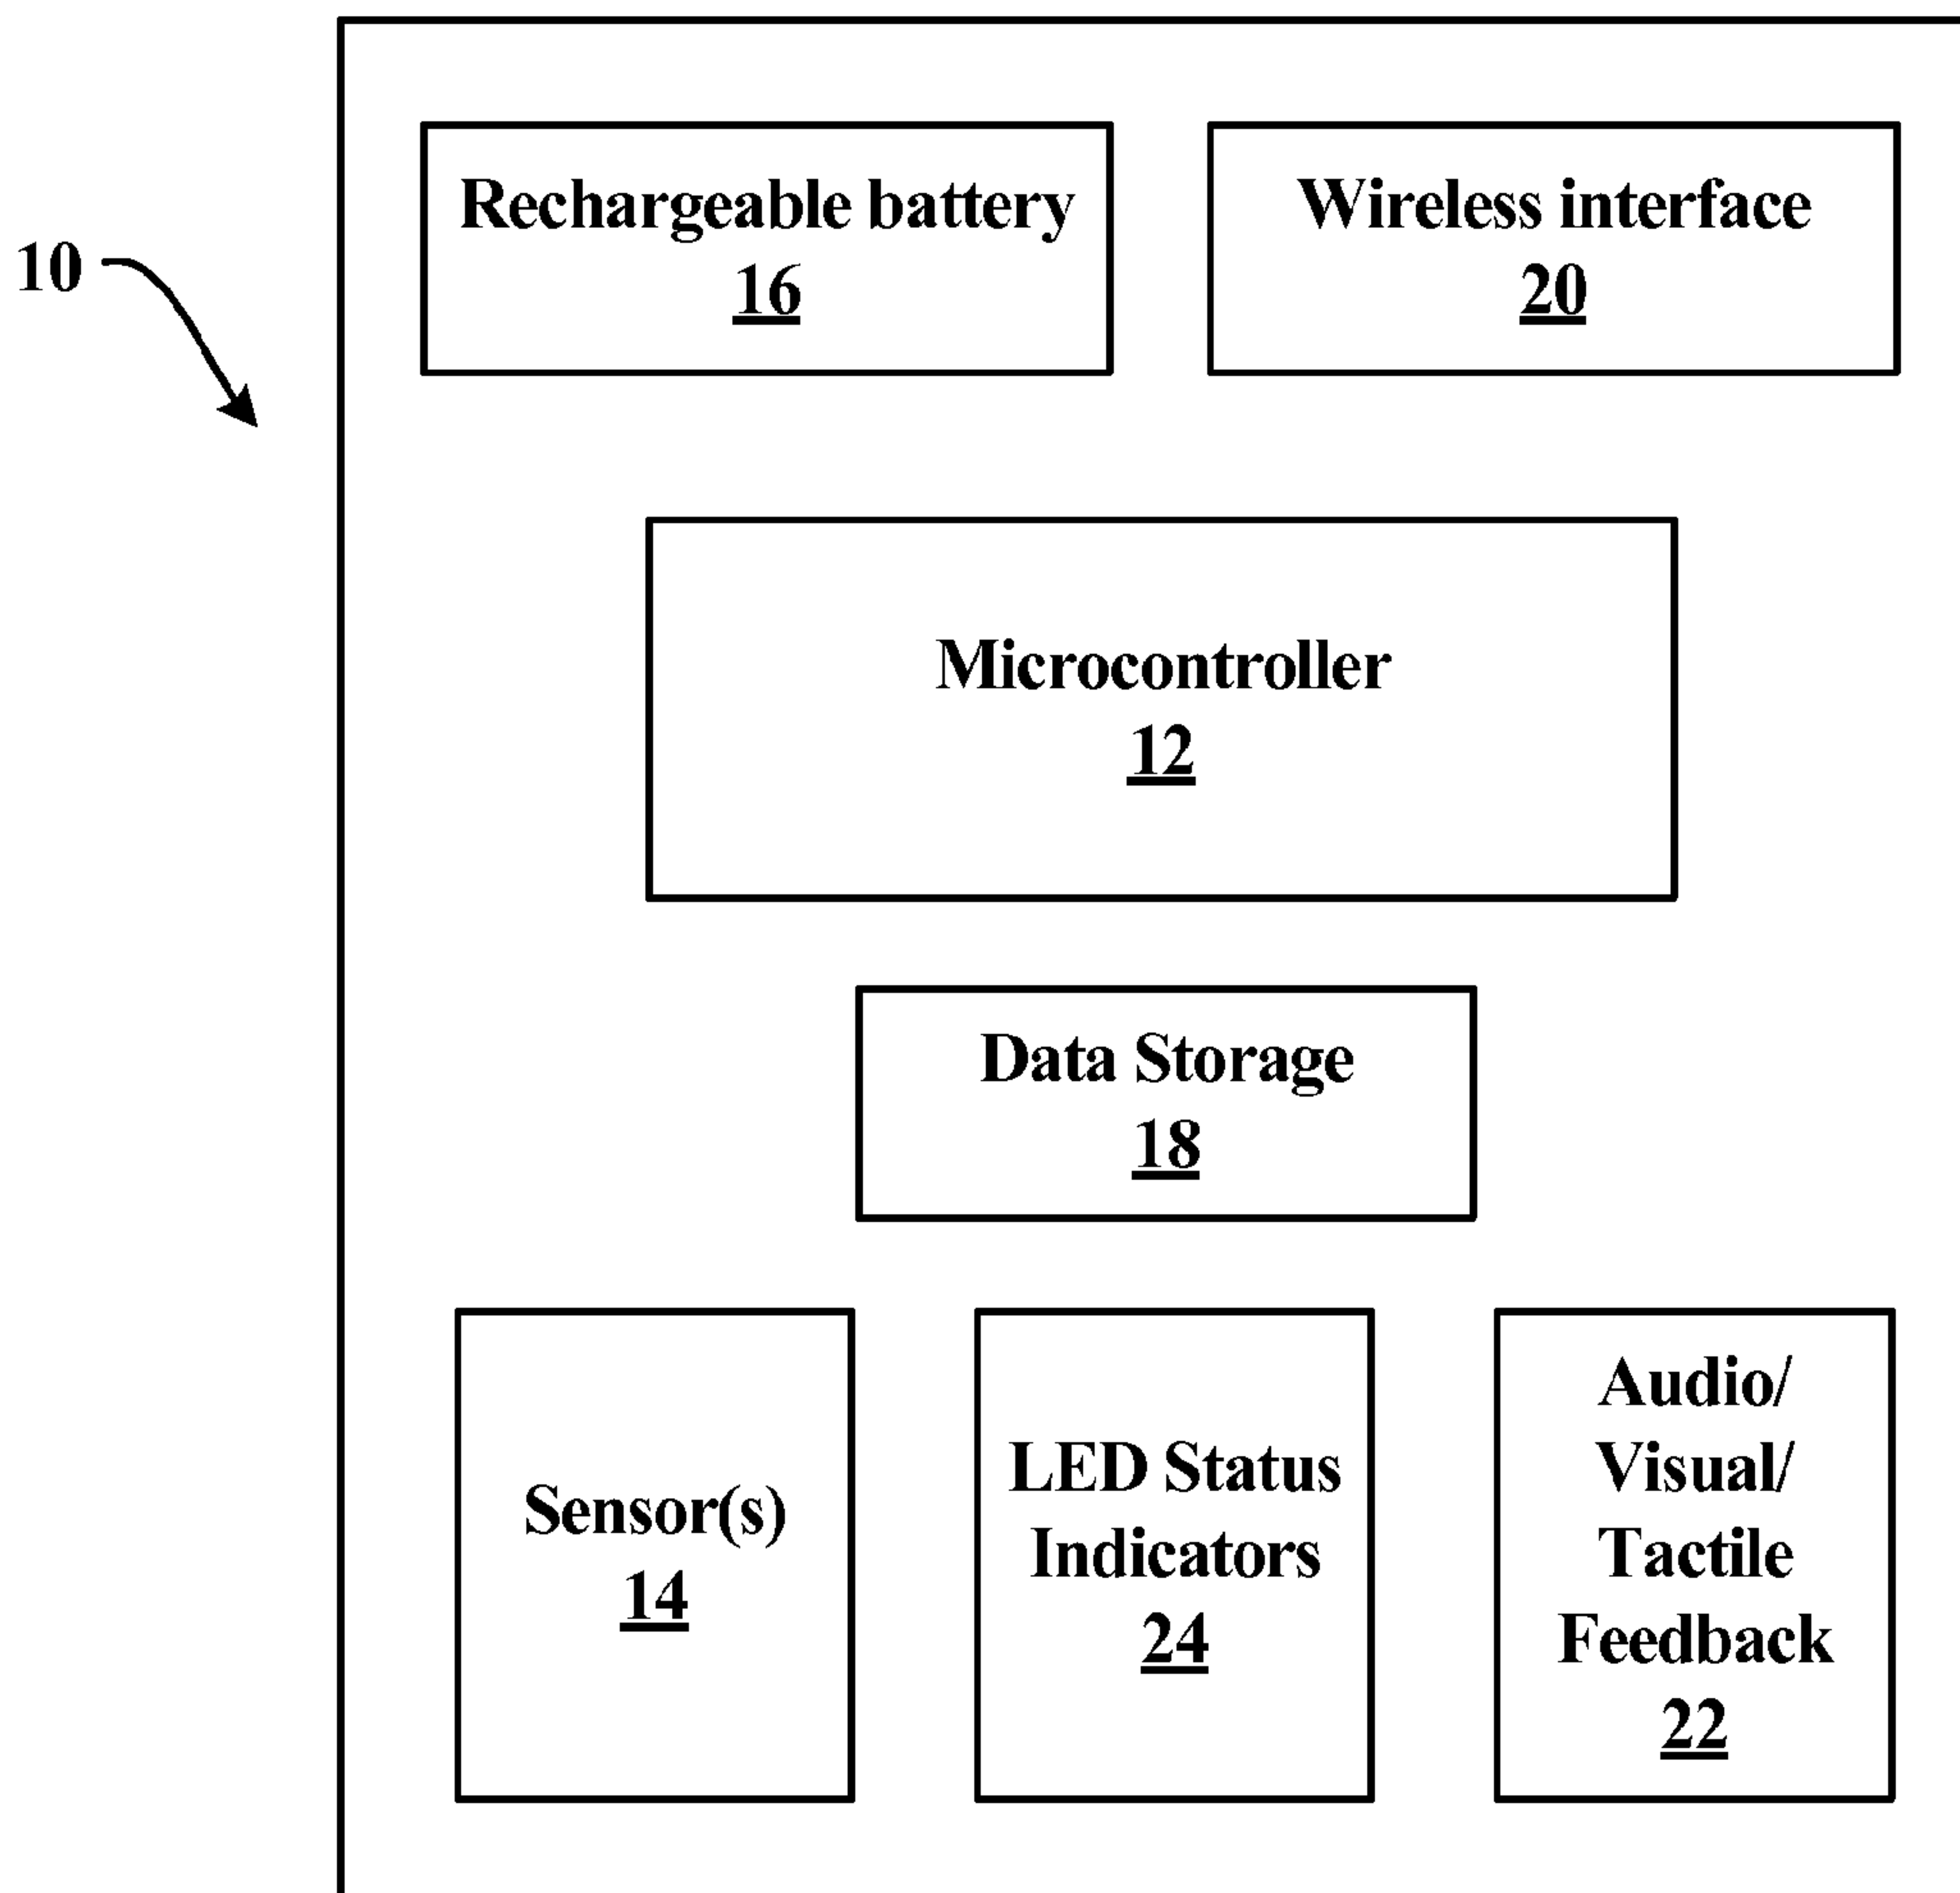 Rechargeable battery
16
Wireless interface
20
10
Microcontroller
12
Data Storage
18
Sensor(s)
14
LED Status
Indicators
24
Audio/
Visual/
Tactile
Feedback
22